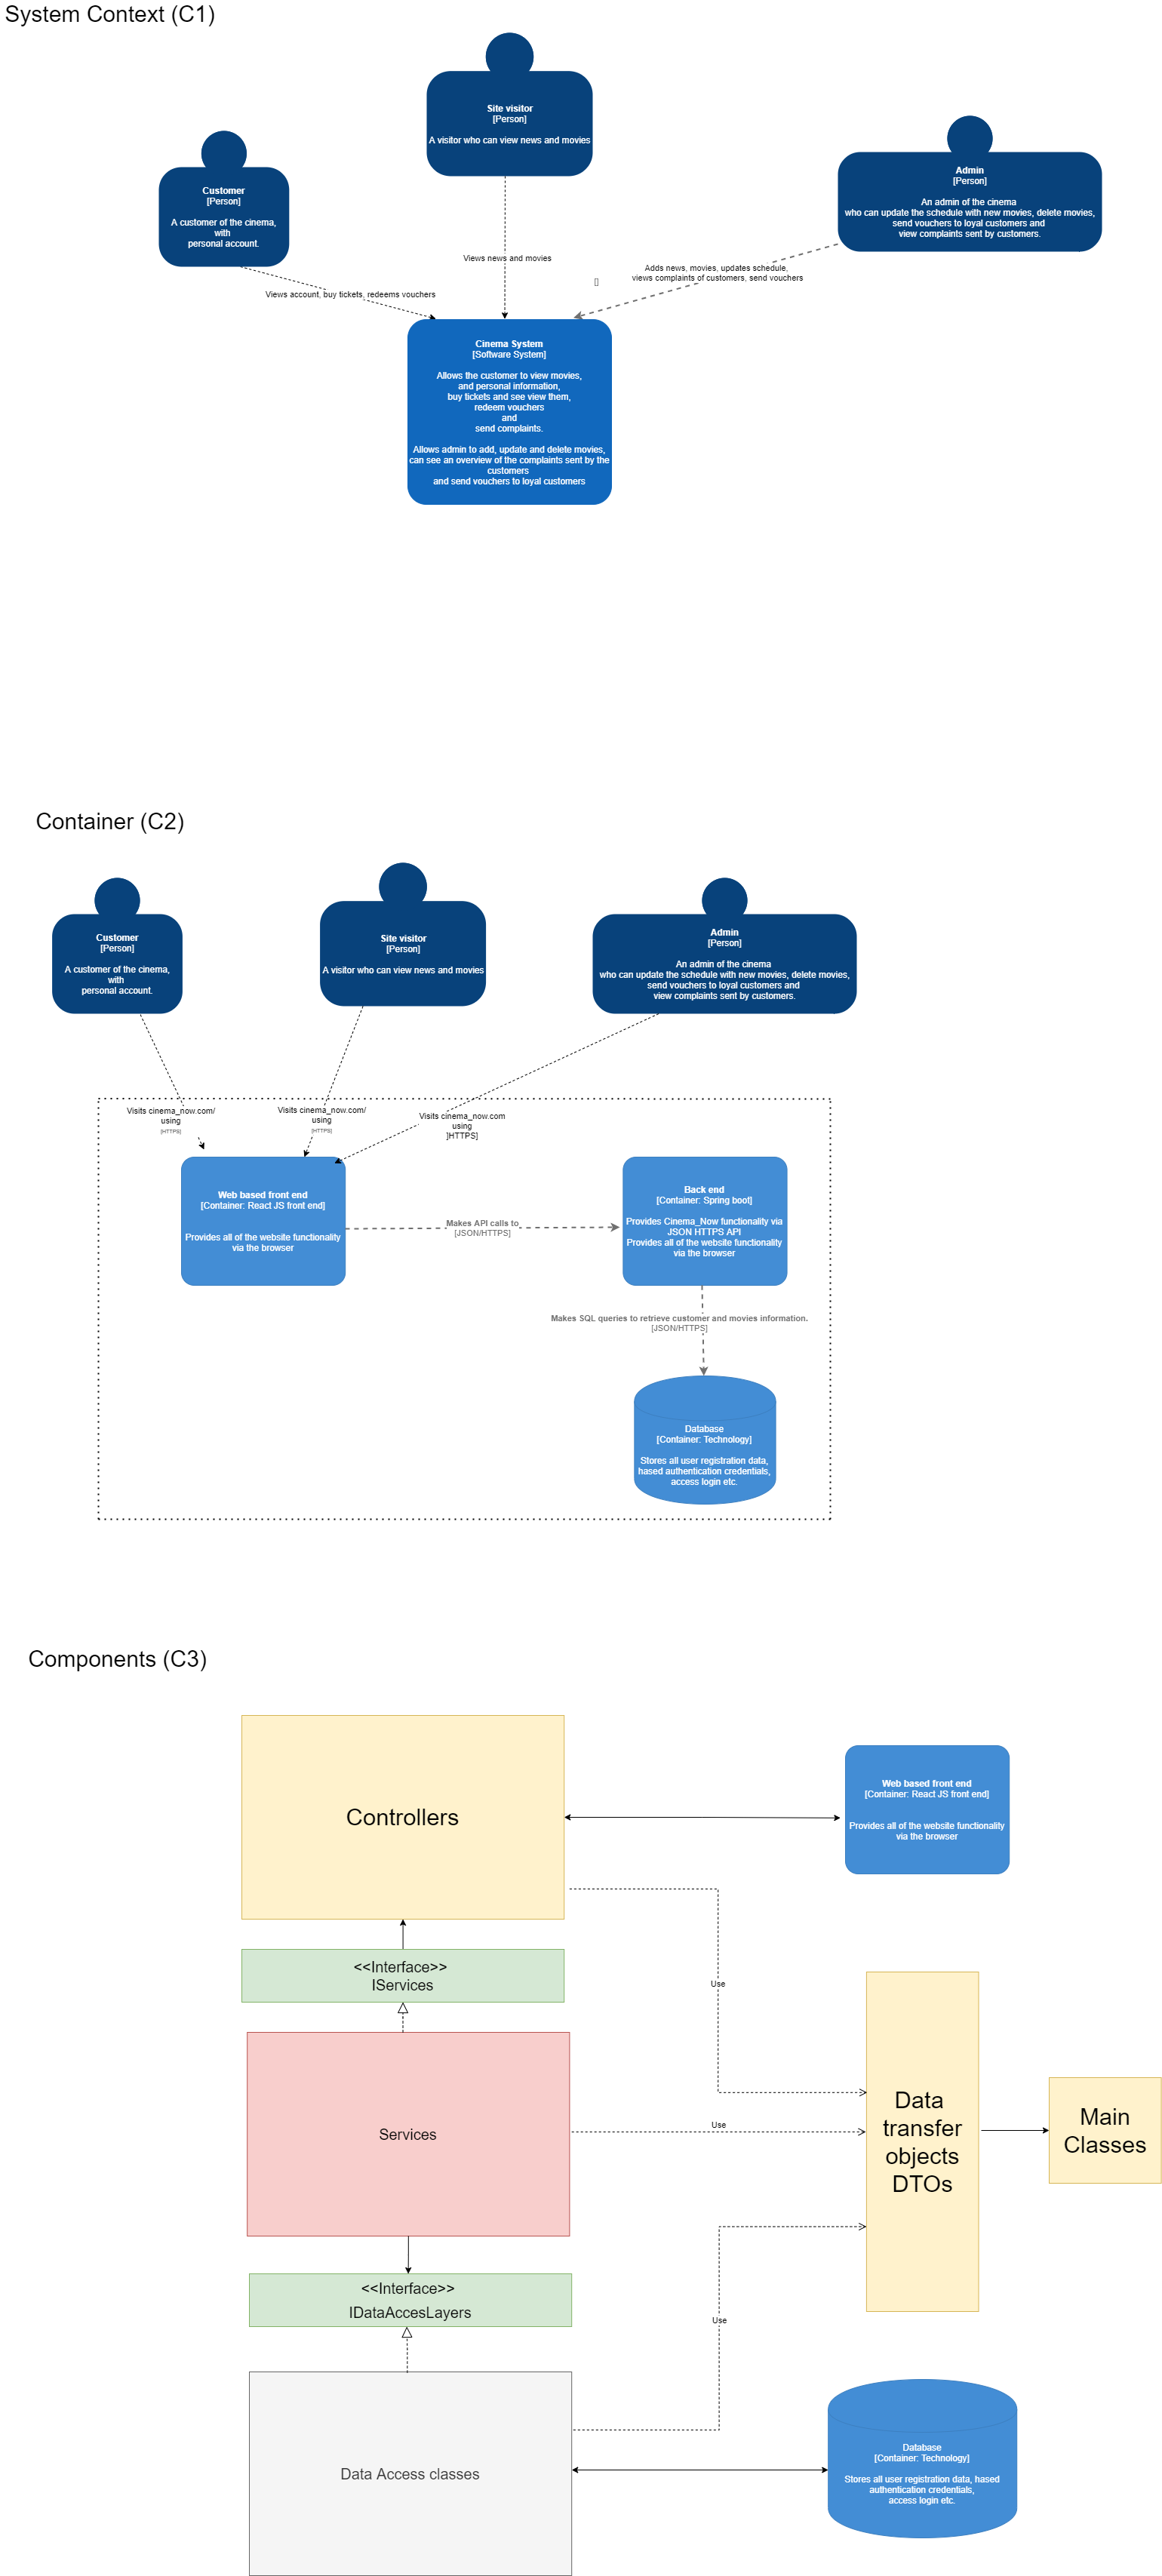 System Context (C1)
Site visitor
[Person]
A visitor who can view news and movies
Customer
[Person]
A customer of the cinema,
with
personal account.
Admin
[Person]
An admin of the cinema
who can update the schedule with new movies, delete movies,
send vouchers to loyal customers and
view complaints sent by customers.
Views news and movies
Adds news, movies, updates schedule,
views complaints of customers, send vouchers
[]
Views account, buy tickets, redeems vouchers
Cinema System
[Software System]
Allows the customer to view movies,
and personal information,
buy tickets and see view them,
redeem vouchers
and
send complaints.
Allows admin to add, update and delete movies,
can see an overview of the complaints sent by the
customers
and send vouchers to loyal customers
Container (C2)
Customer
[Person]
A customer of the cinema,
with
personal account.
Site visitor
[Person]
A visitor who can view news and movies
Admin
[Person]
An admin of the cinema
who can update the schedule with new movies, delete movies,
send vouchers to loyal customers and
view complaints sent by customers.
Visits cinema_now.com/
using
[HTTPS]
Visits cinema_now.com/
using
[HTTPS]
Visits cinema_now.com
using
]HTTPS]
Web based front end
[Container: React JS front end]
Provides all of the website functionality
via the browser
Makes API calls to
[JSON/HTTPS]
Back end
[Container: Spring boot]
Provides Cinema_Now functionality via
JSON HTTPS API
Provides all of the website functionality
via the browser
Makes SQL queries to retrieve customer and movies information.
[JSON/HTTPS]
Database
[Container: Technology]
Stores all user registration data,
hased authentication credentials,
access login etc.
Components (C3)
Controllers
Web based front end
[Container: React JS front end]
Provides all of the website functionality
via the browser
<<Interface>>
IServices
Use
Services
Use
Data
transfer
objects
DTOs
Main
Classes
<<Interface>>
IDataAccesLayers
Use
Data Access classes
Database
[Container: Technology]
Stores all user registration data, hased
authentication credentials,
access login etc.